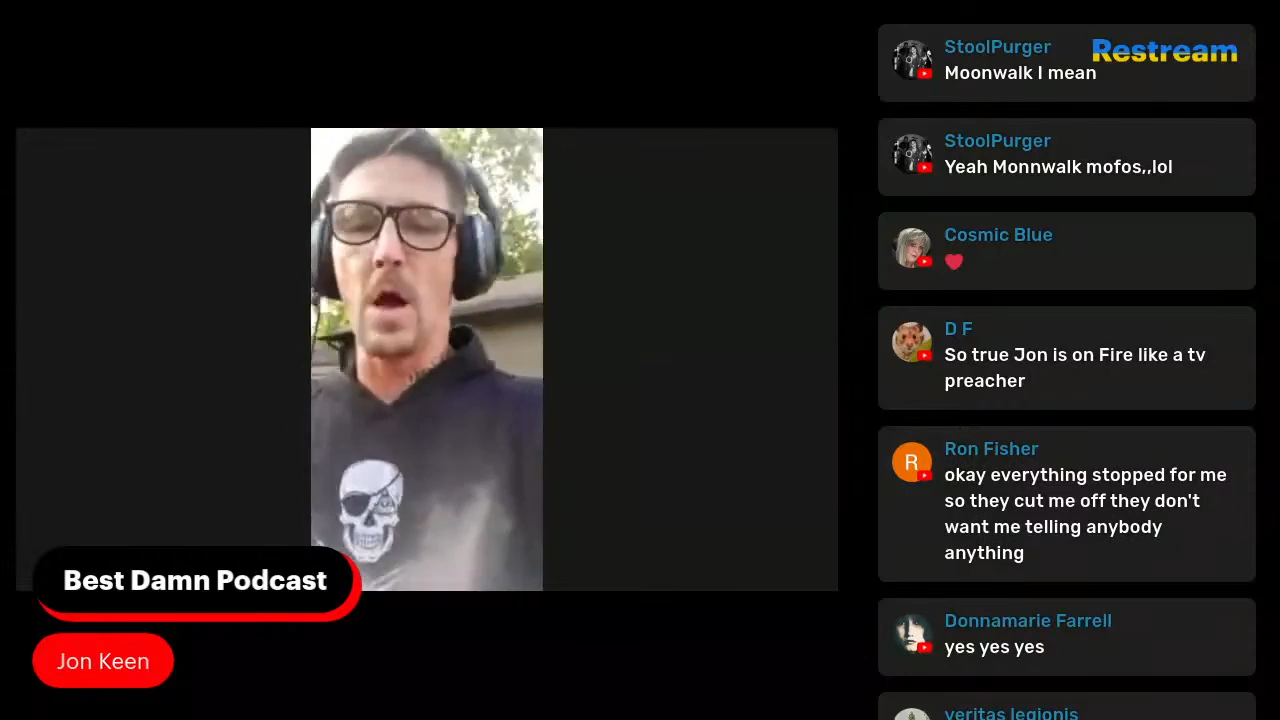 Restream
StoolPurger
Moonwalk I mean
StoolPurger
Yeah Monnwalk mofos,,lol
Cosmic Blue
D F
So true Jon is on Fire like a tv
preacher
Ron Fisher
okay everything stopped for me
so they cut me off they don't
want me telling anybody
anything
Donnamarie Farrell
yes yes yes
veritas legionis
Best Damn Podcast
Jon Keen
R